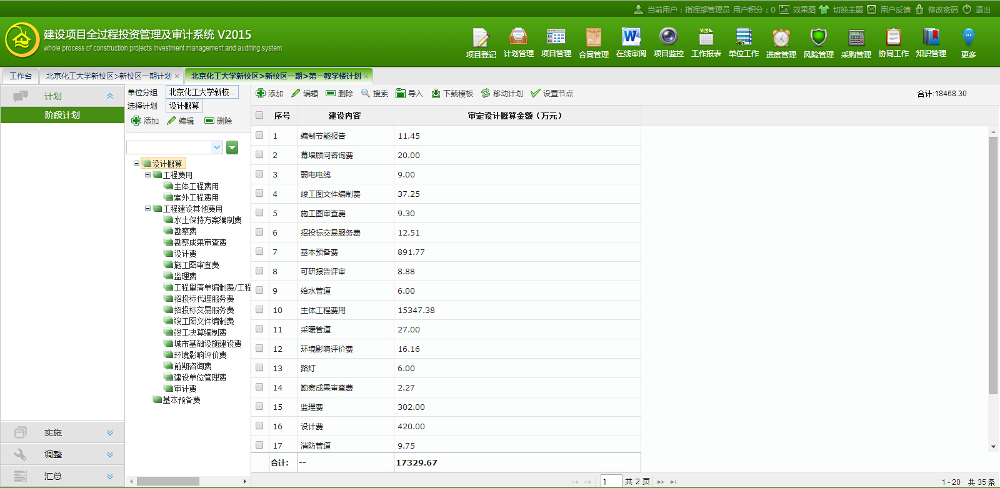 当前用户：指挥部管理员 用户积分：0 效果图 切换主题 用户反馈 修改密码 退出
建设项目全过程投资管理及审计系统 V2015
whole process of construction projects investment management and auditing system
项目登记 计划管理 项目管理 合同管理 在线审阅 项目监控 工作报表 单位工作 进度管理 风险管理 采购管理 协同工作 知识管理 更多
工作台 北京化工大学新校区>新校区一期计划 × 北京化工大学新校区>新校区一期>第一教学楼计划 ×
计划
阶段计划
实施
调整
汇总
单位分组 北京化工大学新校...
选择计划 设计概算
添加 编辑 删除
设计概算
工程费用
主体工程费用
室外工程费用
工程建设其他费用
水土保持方案编制费
勘察费
勘察成果审查费
设计费
施工图审查费
监理费
工程量清单编制费/工程
招投标代理服务费
招投标交易服务费
竣工图文件编制费
竣工决算编制费
城市基础设施建设费
环境影响评价费
前期咨询费
建设单位管理费
审计费
基本预备费
添加 编辑 删除 搜索 导入 下载模板 移动计划 设置节点 合计:18468.30
序号 建设内容 审定设计概算金额（万元）
1 编制节能报告 11.45
2 幕墙顾问咨询费 20.00
3 弱电电缆 9.00
4 竣工图文件编制费 37.25
5 施工图审查费 9.30
6 招投标交易服务费 12.51
7 基本预备费 891.77
8 可研报告评审 8.88
9 给水管道 6.00
10 主体工程费用 15347.38
11 采暖管道 27.00
12 环境影响评价费 16.16
13 路灯 6.00
14 勘察成果审查费 2.27
15 监理费 302.00
16 设计费 420.00
17 消防管道 9.75
合计: -- 17329.67
1 共 2 页 1 - 20 共 35 条